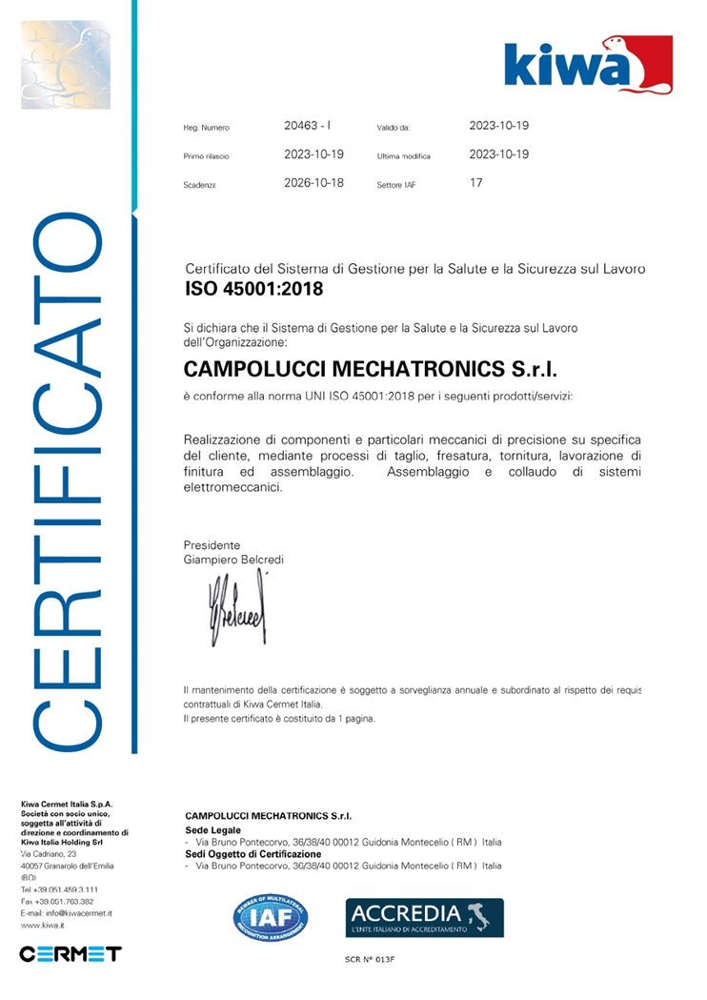 kiwa
Reg. Numero 20463 - I Valido da: 2023-10-19
Primo rilascio 2023-10-19 Ultima modifica 2023-10-19
Scadenza 2026-10-18 Settore IAF 17
CERTIFICATO
Certificato del Sistema di Gestione per la Salute e la Sicurezza sul Lavoro
ISO 45001:2018
Si dichiara che il Sistema di Gestione per la Salute e la Sicurezza sul Lavoro
dell'Organizzazione:
CAMPOLUCCI MECHATRONICS S.r.l.
è conforme alla norma UNI ISO 45001:2018 per i seguenti prodotti/servizi:
Realizzazione di componenti e particolari meccanici di precisione su specifica
del cliente, mediante processi di taglio, fresatura, tornitura, lavorazione di
finitura ed assemblaggio. Assemblaggio e collaudo di sistemi
elettromeccanici.
Presidente
Giampiero Belcredi
Il mantenimento della certificazione è soggetto a sorveglianza annuale e subordinato al rispetto dei requis
contrattuali di Kiwa Cermet Italia.
Il presente certificato è costituito da 1 pagina.
Kiwa Cermet Italia S.p.A.
Società con socio unico,
soggetta all'attività di
direzione e coordinamento di
Kiwa Italia Holding Srl
Via Cadriano, 23
40057 Granarolo dell'Emilia
(BO)
Tel +39.051.459.3.111
Fax +39.051.763.382
E-mail: info@kiwacermet.it
www.kiwa.it
CERMET
CAMPOLUCCI MECHATRONICS S.r.l.
Sede Legale
- Via Bruno Pontecorvo, 36/38/40 00012 Guidonia Montecelio ( RM ) Italia
Sedi Oggetto di Certificazione
- Via Bruno Pontecorvo, 36/38/40 00012 Guidonia Montecelio ( RM ) Italia
MEMBER OF MULTILATERAL
IAF
RECOGNITION ARRANGEMENT
ACCREDIA
L'ENTE ITALIANO DI ACCREDITAMENTO
SCR N° 013F